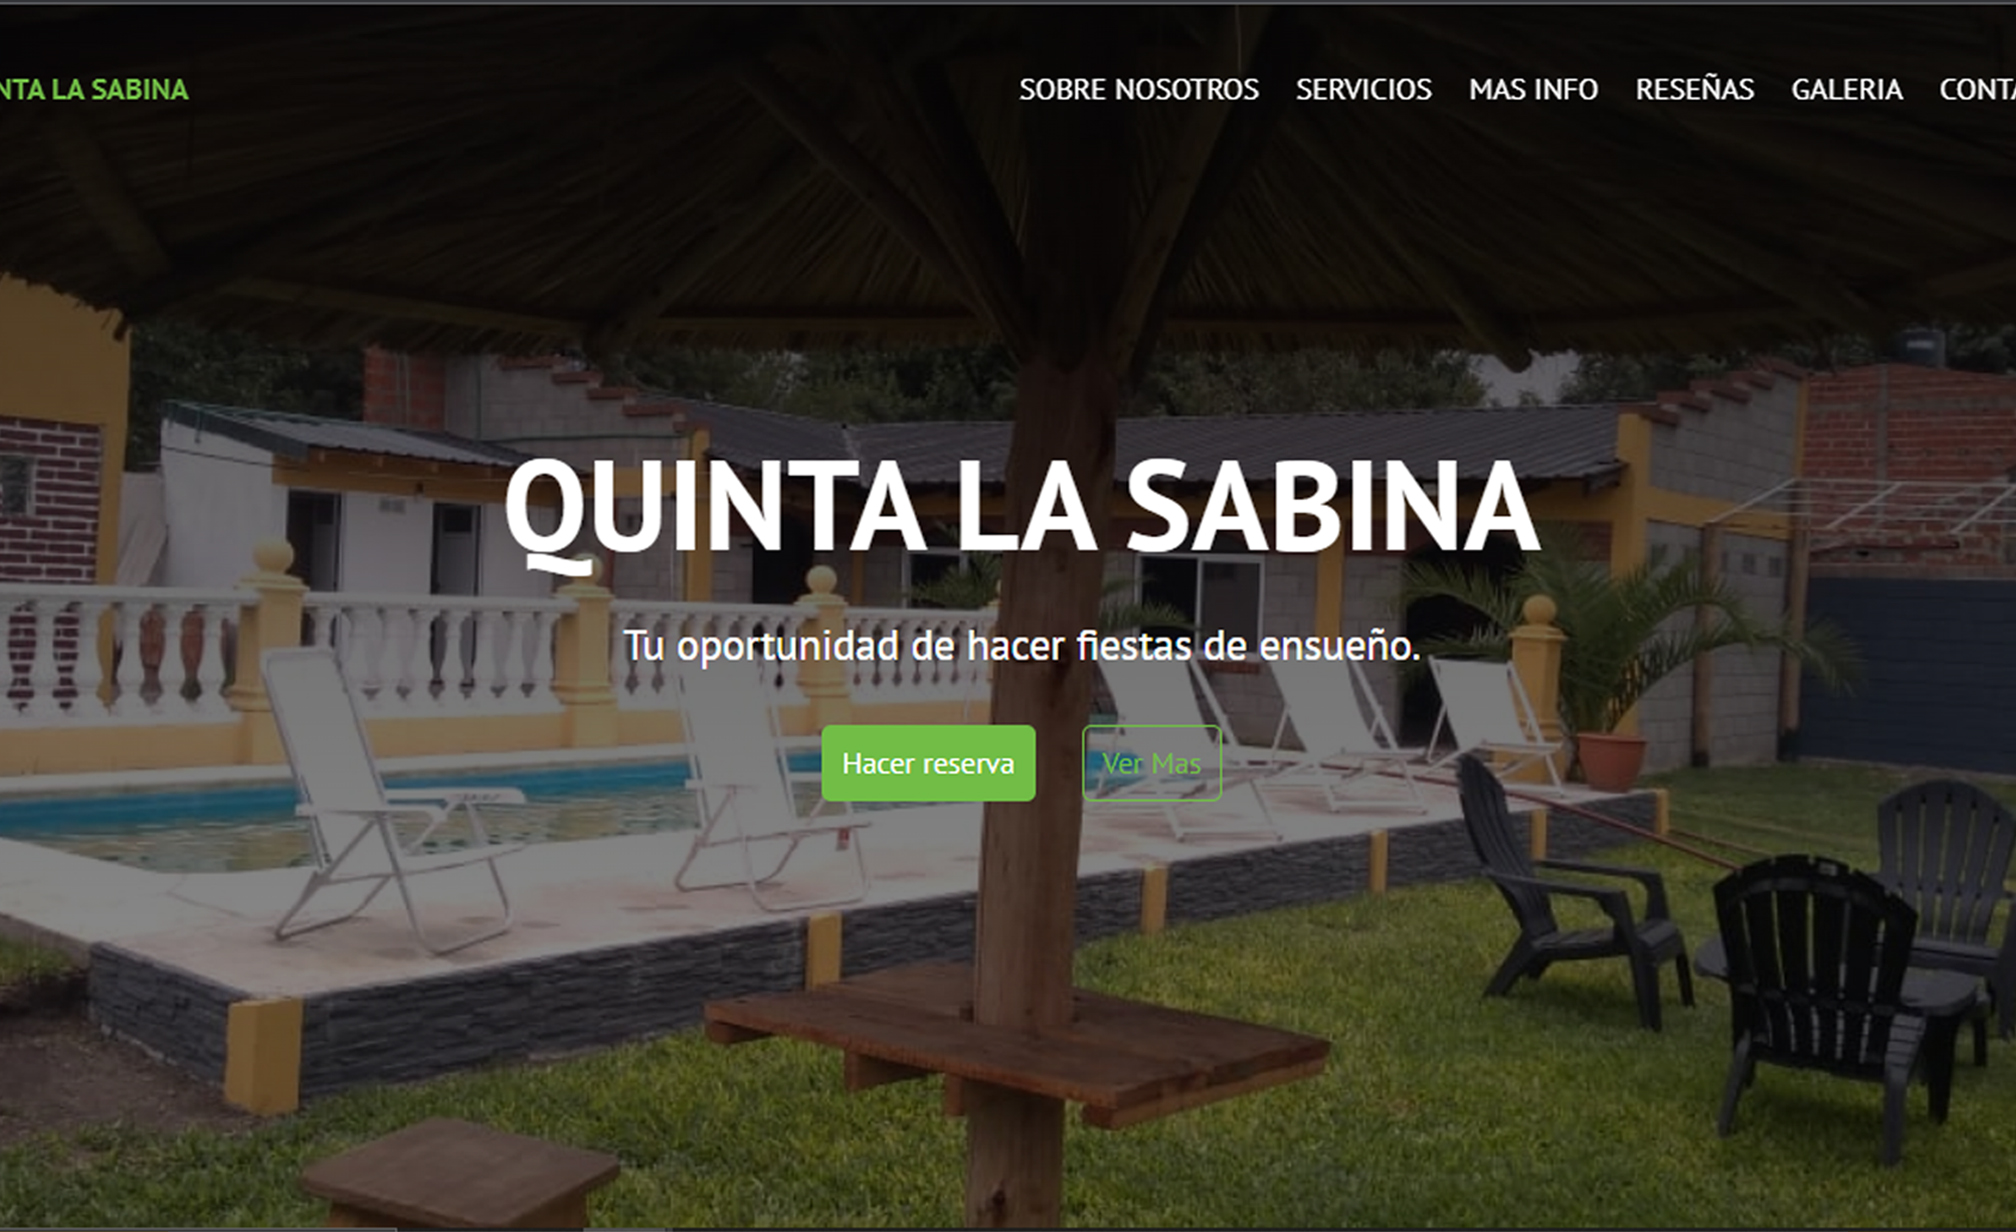 NTA LA SABINA
SOBRE NOSOTROS SERVICIOS MAS INFO RESEÑAS GALERIA CONTA
QUINTA LA SABINA
Tu oportunidad de hacer fiestas de ensueño.
Hacer reserva Ver Mas